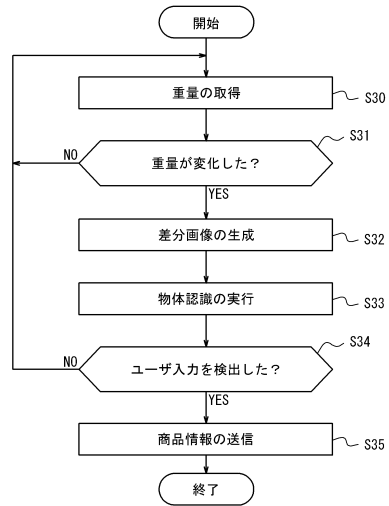 開始
重量の取得
S30
重量が変化した？
S31
NO
YES
差分画像の生成
S32
物体認識の実行
S33
ユーザ入力を検出した？
S34
NO
YES
商品情報の送信
S35
終了